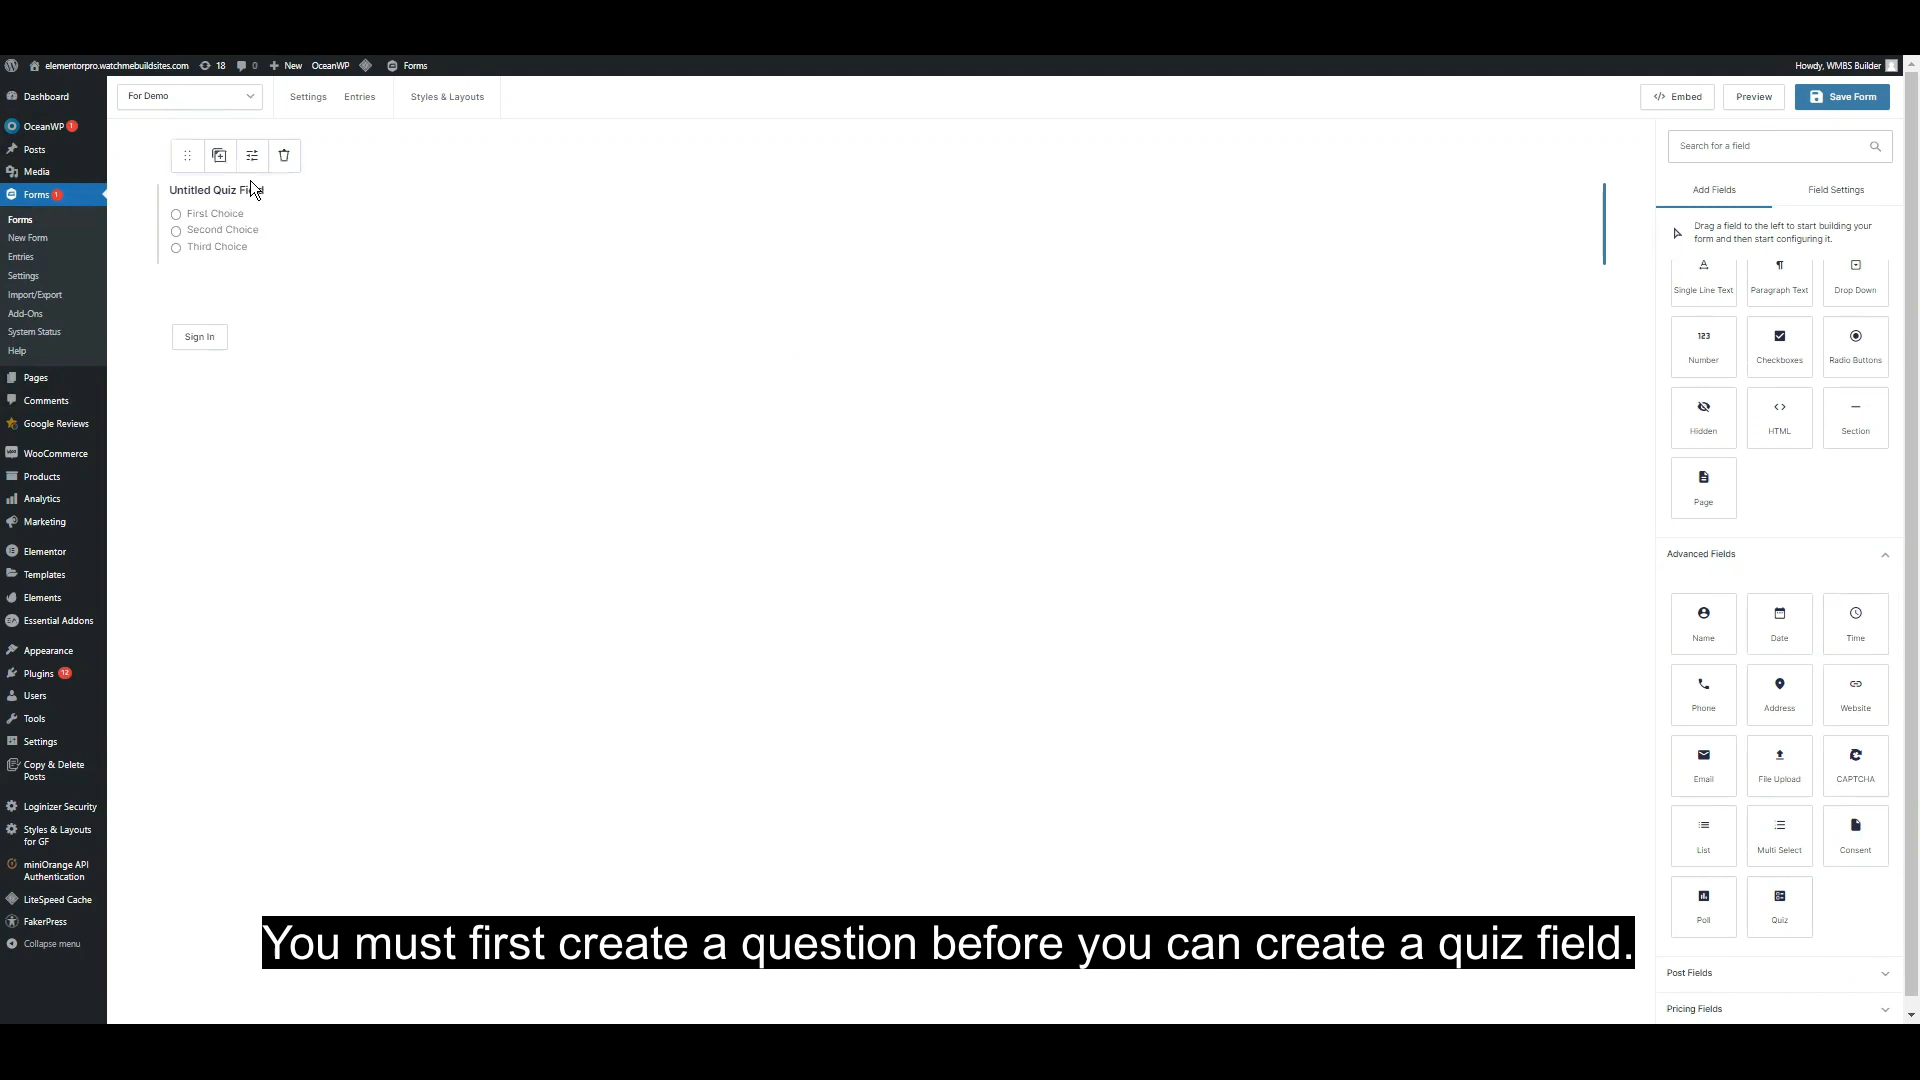 elementorpro.watchmebuildsites.com 18 0 New OceanWP Forms Howdy, WMBS Builder
For Demo Settings Entries Styles & Layouts </> Embed Preview Save Form
Dashboard
OceanWP 1
Posts
Media
Forms 1
Forms
New Form
Entries
Settings
Import/Export
Add-Ons
System Status
Help
Pages
Comments
Google Reviews
WooCommerce
Products
Analytics
Marketing
Elementor
Templates
Elements
Essential Addons
Appearance
Plugins 12
Users
Tools
Settings
Copy & Delete
Posts
Loginizer Security
Styles & Layouts
for GF
miniOrange API
Authentication
LiteSpeed Cache
FakerPress
Collapse menu
Untitled Quiz Field
First Choice
Second Choice
Third Choice
Sign In
Search for a field
Add Fields Field Settings
Drag a field to the left to start building your
form and then start configuring it.
Single Line Text Paragraph Text Drop Down
123
Number Checkboxes Radio Buttons
Hidden HTML Section
Page
Advanced Fields
Name Date Time
Phone Address Website
Email File Upload CAPTCHA
List Multi Select Consent
Poll Quiz
Post Fields
Pricing Fields
You must first create a question before you can create a quiz field.